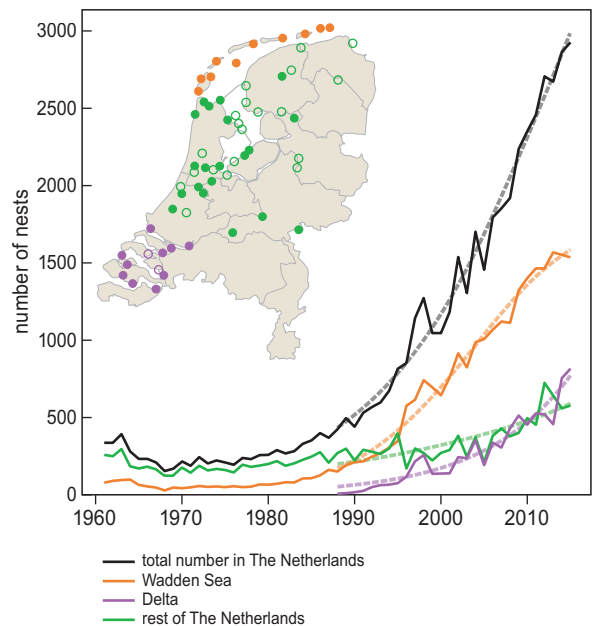 number of nests
3000
2500
2000
1500
1000
500
0
1960 1970 1980 1990 2000 2010
total number in The Netherlands
Wadden Sea
Delta
rest of The Netherlands